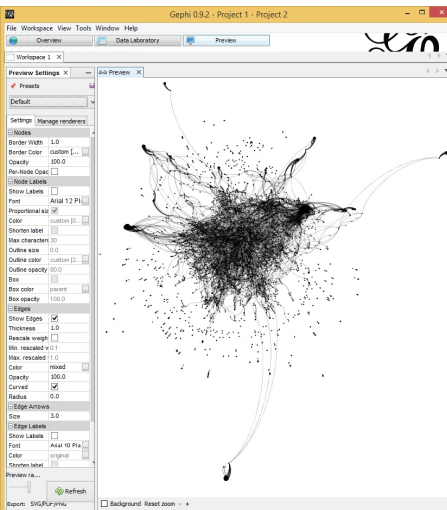 Gephi 0.9.2 - Project 1 - Project 2
File Workspace View Tools Window Help
Overview Data Laboratory Preview
Workspace 1 X
Preview Settings X
Preview X
Presets
Default
Settings Manage renderers
Nodes
Border Width 1.0
Border Color custom [...
Opacity 100.0
Per-Node Opac
Node Labels
Show Labels
Font Arial 12 Pl
Proportional siz
Color custom [0
Shorten label
Max characters 30
Outline size 0.0
Outline color custom [2
Outline opacity 80.0
Box
Box color parent
Box opacity 100.0
Edges
Show Edges
Thickness 1.0
Rescale weigh
Min. rescaled w 0.1
Max. rescaled 1.0
Color mixed
Opacity 100.0
Curved
Radius 0.0
Edge Arrows
Size 3.0
Edge Labels
Show Labels
Font Arial 10 Pla
Color original
Shorten label
Preview ra...
Refresh
Export: SVG/PDF/PNG
Background Reset zoom - +